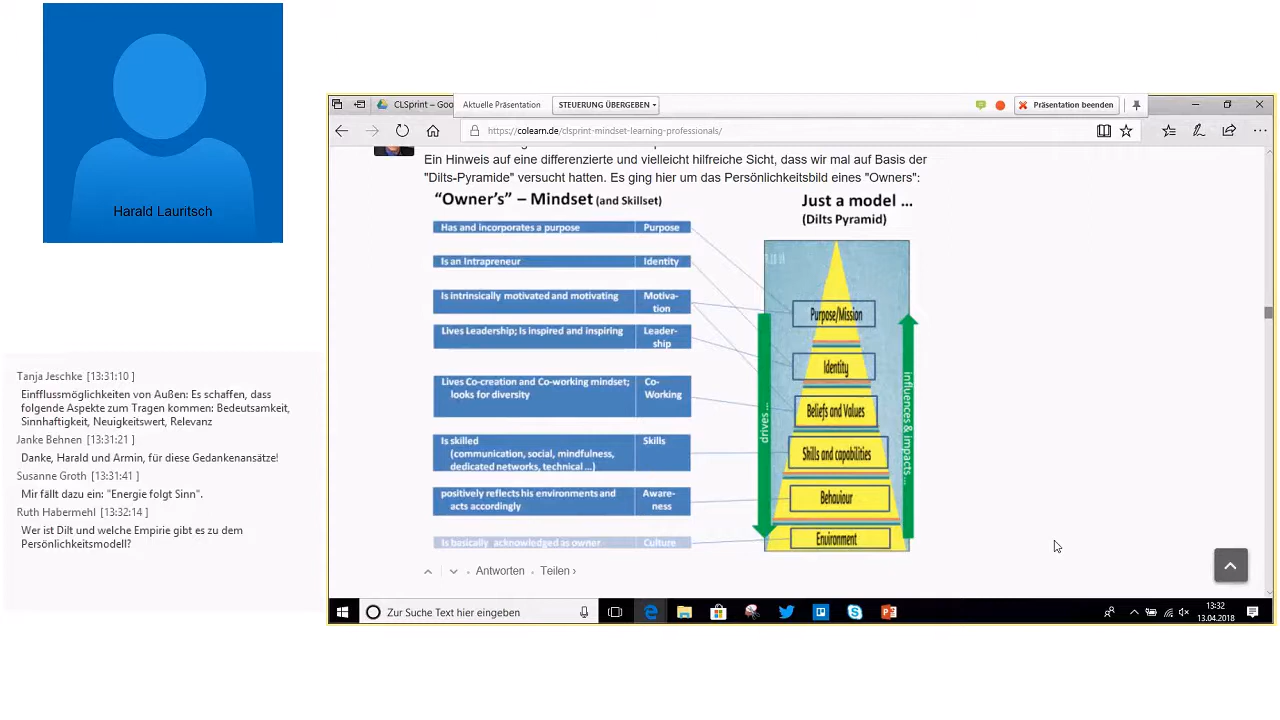 Harald Lauritsch
Tanja Jeschke [13:31:10 ]
Einfflussmöglichkeiten von Außen: Es schaffen, dass
folgende Aspekte zum Tragen kommen: Bedeutsamkeit,
Sinnhaftigkeit, Neuigkeitswert, Relevanz
Janke Behnen [13:31:21 ]
Danke, Harald und Armin, für diese Gedankenansätze!
Susanne Groth [13:31:41 ]
Mir fällt dazu ein: "Energie folgt Sinn".
Ruth Habermehl [13:32:14 ]
Wer ist Dilt und welche Empirie gibt es zu dem
Persönlichkeitsmodell?
CLSprint – Goo
Aktuelle Präsentation
STEUERUNG ÜBERGEBEN
Präsentation beenden
https://colearn.de/clsprint-mindset-learning-professionals/
Ein Hinweis auf eine differenzierte und vielleicht hilfreiche Sicht, dass wir mal auf Basis der
"Dilts-Pyramide" versucht hatten. Es ging hier um das Persönlichkeitsbild eines "Owners":
“Owner’s” – Mindset (and Skillset)
Has and incorporates a purpose Purpose
Is an Intrapreneur Identity
Is intrinsically motivated and motivating Motiva-
tion
Lives Leadership; Is inspired and inspiring Leader-
ship
Lives Co-creation and Co-working mindset; Co-
looks for diversity Working
Is skilled Skills
(communication, social, mindfulness,
dedicated networks, technical ...)
positively reflects his environments and Aware-
acts accordingly ness
Is basically acknowledged as owner Culture
Just a model ...
(Dilts Pyramid)
Purpose/Mission
Identity
Beliefs and Values
Skills and capabilities
Behaviour
Environment
drives ...
influences & impacts...
Antworten
Teilen ›
Zur Suche Text hier eingeben
13:32
13.04.2018